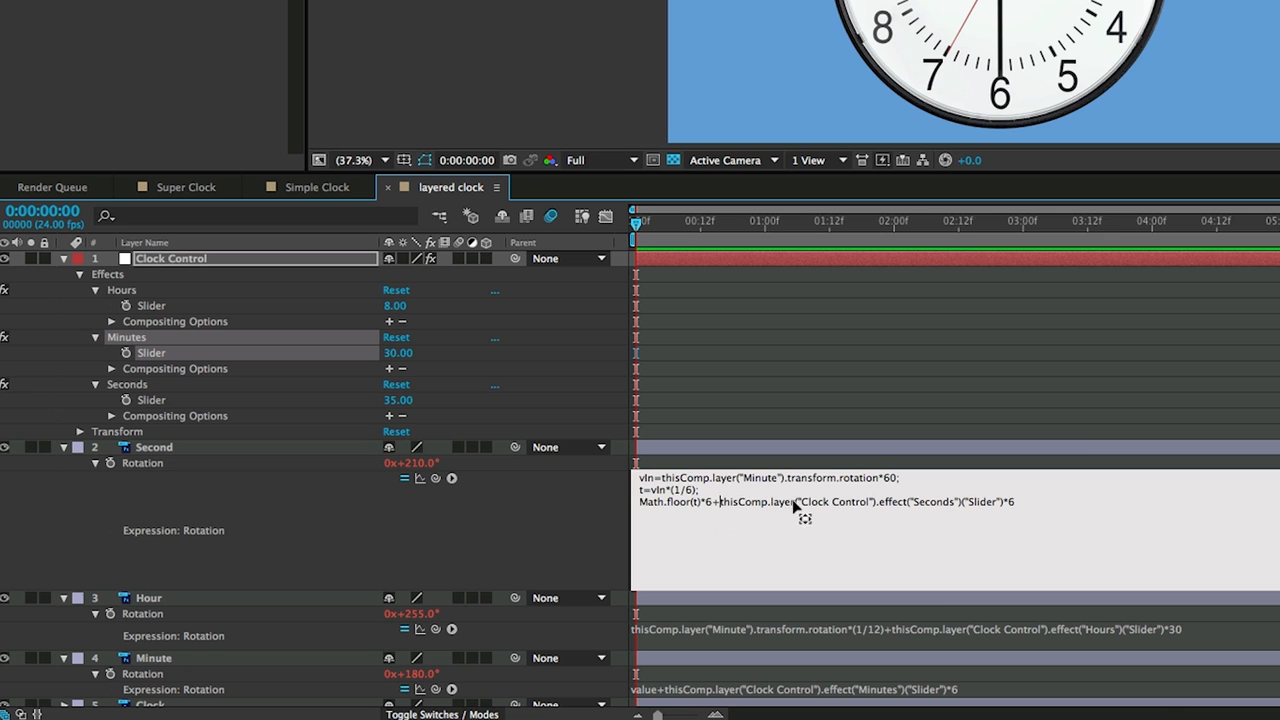 8
4
7
5
6
(37.3%) 0:00:00:00 Full Active Camera 1 View +0.0
Render Queue Super Clock Simple Clock × layered clock
0:00:00:00
00000 (24.00 fps)
00:12f 01:00f 01:12f 02:00f 02:12f 03:00f 03:12f 04:00f 04:12f
# Layer Name fx Parent
1 Clock Control fx None
Effects
fx Hours Reset ...
Slider 8.00
Compositing Options + −
fx Minutes Reset ...
Slider 30.00
Compositing Options + −
fx Seconds Reset ...
Slider 35.00
Compositing Options + −
Transform Reset
2 Second None
Rotation 0x+210.0°
vIn=thisComp.layer("Minute").transform.rotation*60;
t=vIn*(1/6);
Math.floor(t)*6+thisComp.layer("Clock Control").effect("Seconds")("Slider")*6
Expression: Rotation
3 Hour None
Rotation 0x+255.0°
Expression: Rotation thisComp.layer("Minute").transform.rotation*(1/12)+thisComp.layer("Clock Control").effect("Hours")("Slider")*30
4 Minute None
Rotation 0x+180.0°
Expression: Rotation value+thisComp.layer("Clock Control").effect("Minutes")("Slider")*6
5 Clock None
Toggle Switches / Modes